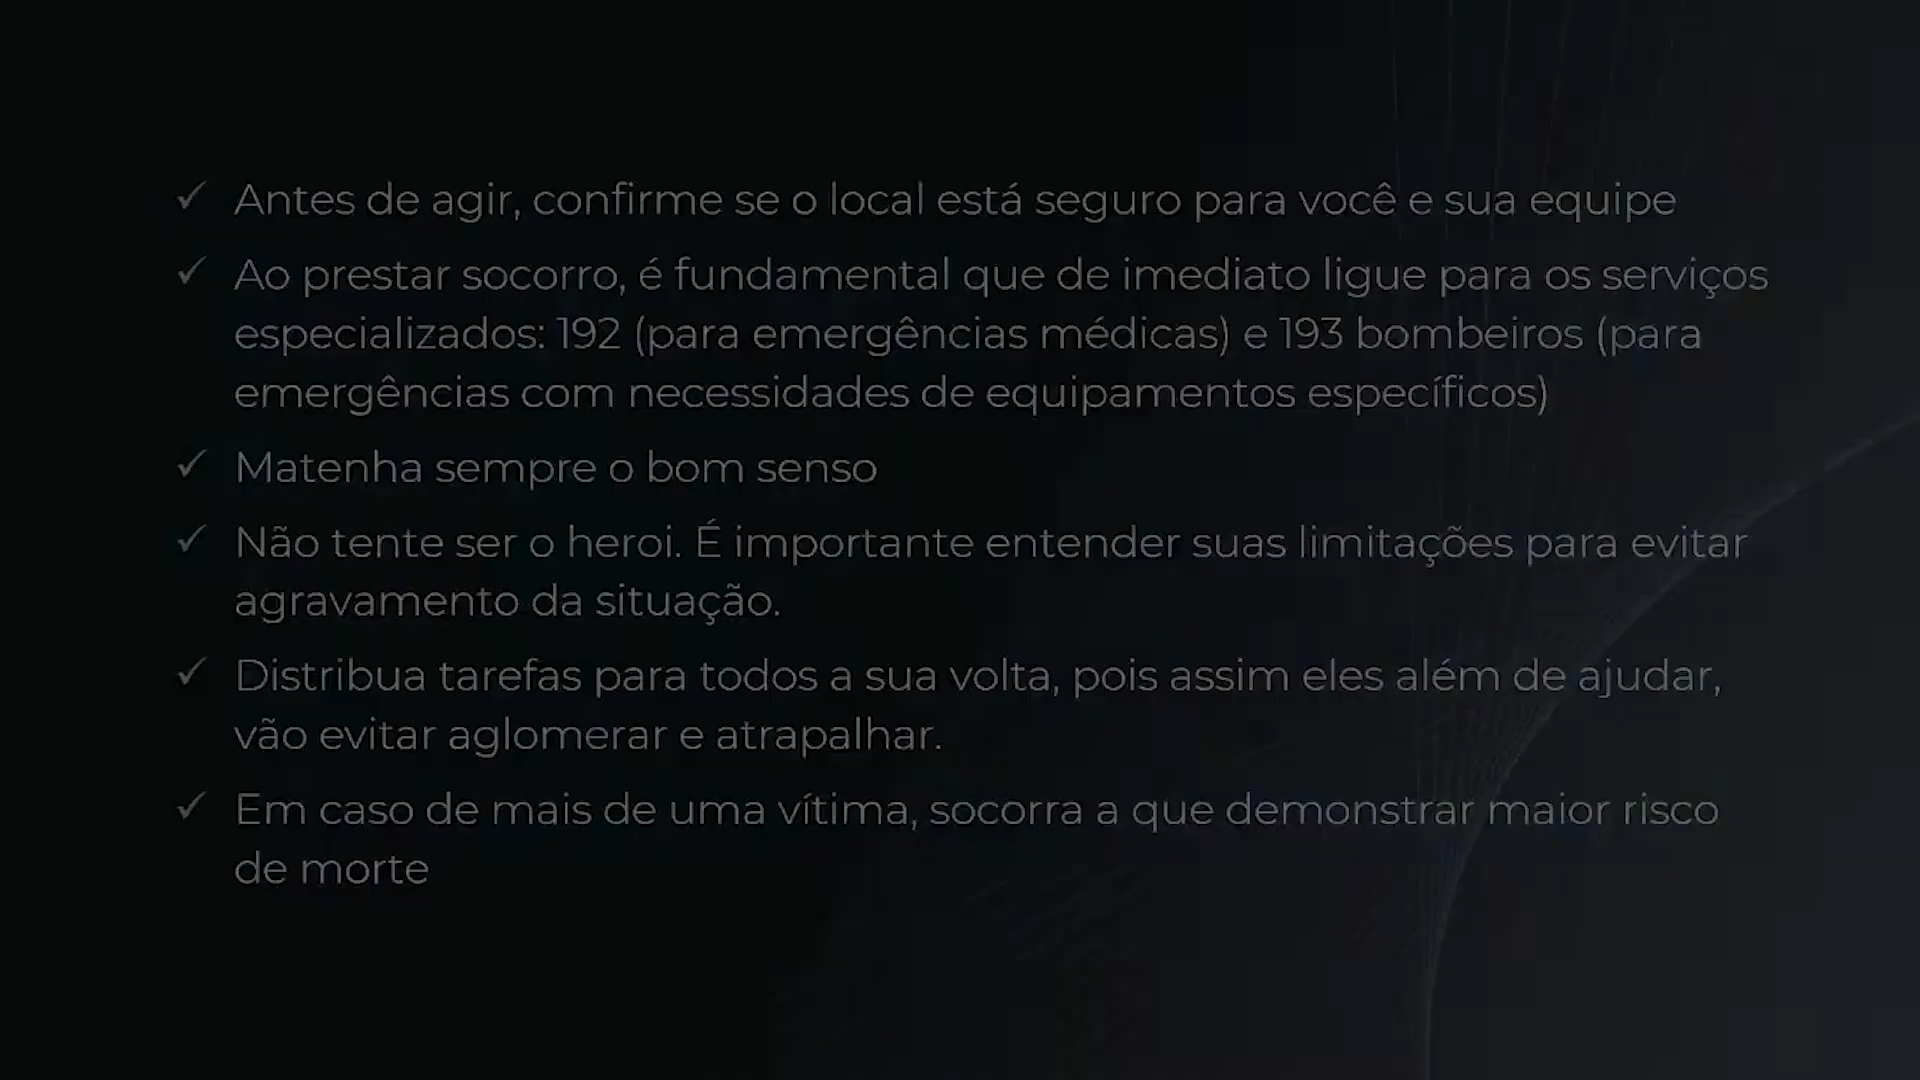 ✓ Antes de agir, confirme se o local está seguro para você e sua equipe
✓ Ao prestar socorro, é fundamental que de imediato ligue para os serviços
especializados: 192 (para emergências médicas) e 193 bombeiros (para
emergências com necessidades de equipamentos específicos)
✓ Matenha sempre o bom senso
✓ Não tente ser o heroi. É importante entender suas limitações para evitar
agravamento da situação.
✓ Distribua tarefas para todos a sua volta, pois assim eles além de ajudar,
vão evitar aglomerar e atrapalhar.
✓ Em caso de mais de uma vítima, socorra a que demonstrar maior risco
de morte